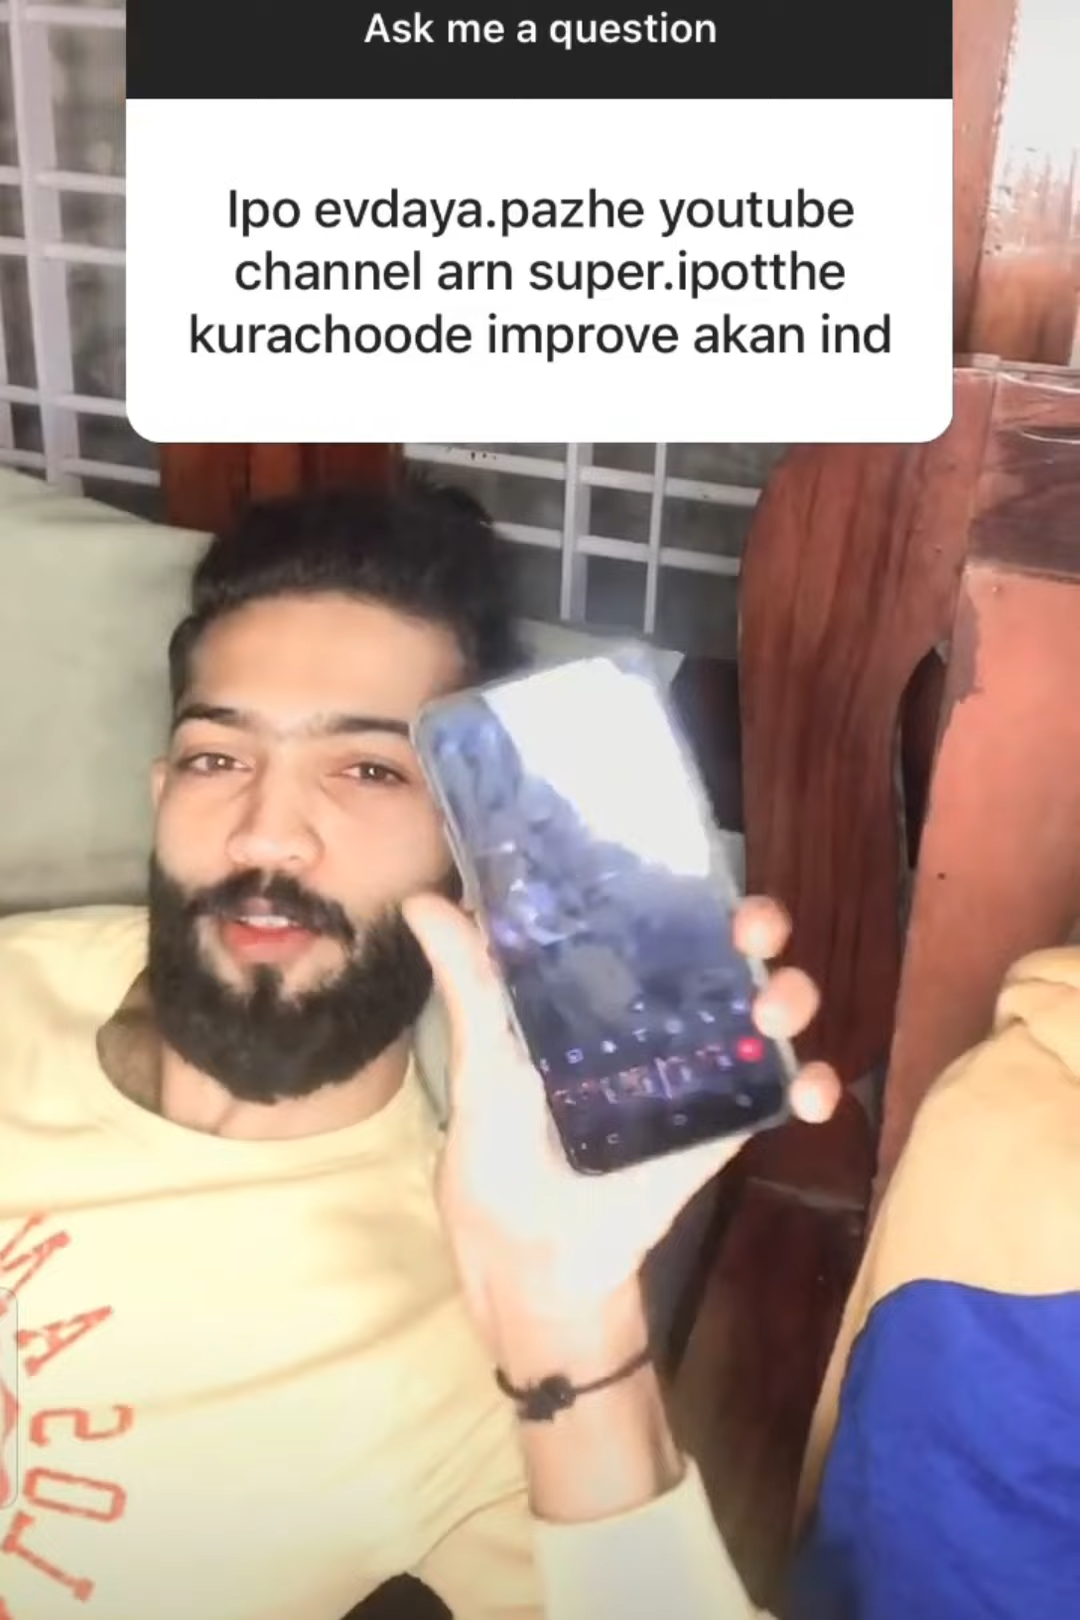 Ask me a question
Ipo evdaya.pazhe youtube
channel arn super.ipotthe
kurachoode improve akan ind